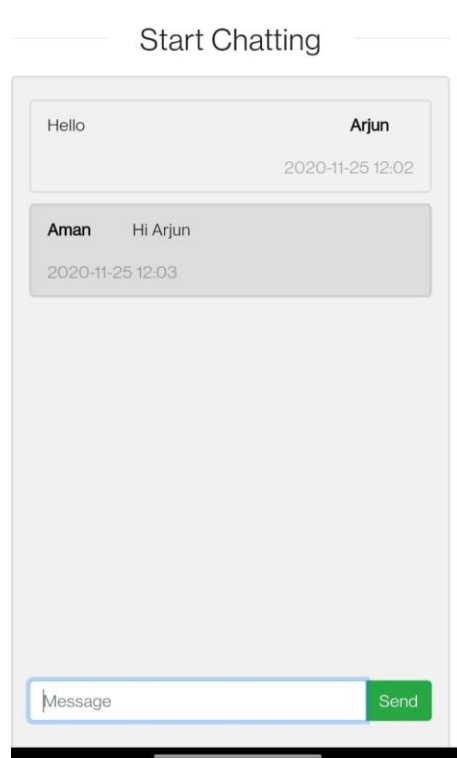 Start Chatting
Hello Arjun
2020-11-25 12:02
Aman Hi Arjun
2020-11-25 12:03
Message Send